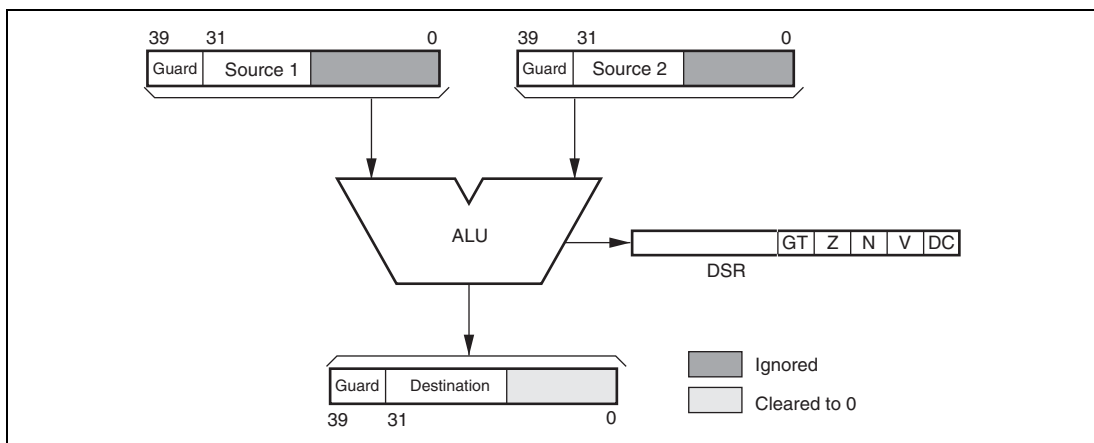 39 31 0
Guard Source 1
39 31 0
Guard Source 2
ALU
GT Z N V DC
DSR
Guard Destination
39 31 0
Ignored
Cleared to 0